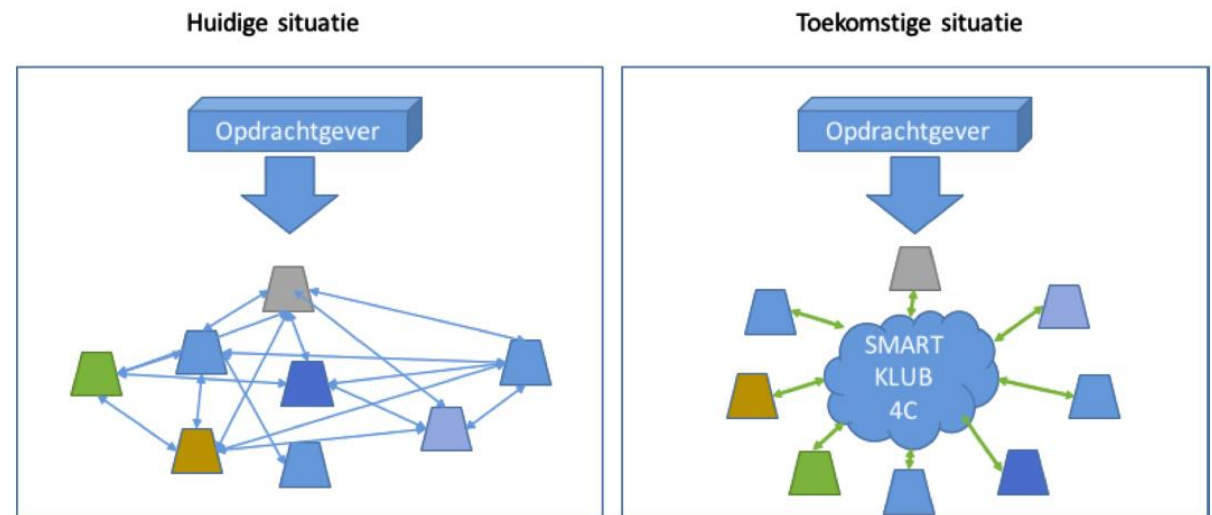 Huidige situatie
Toekomstige situatie
Opdrachtgever
Opdrachtgever
SMART
KLUB
4C